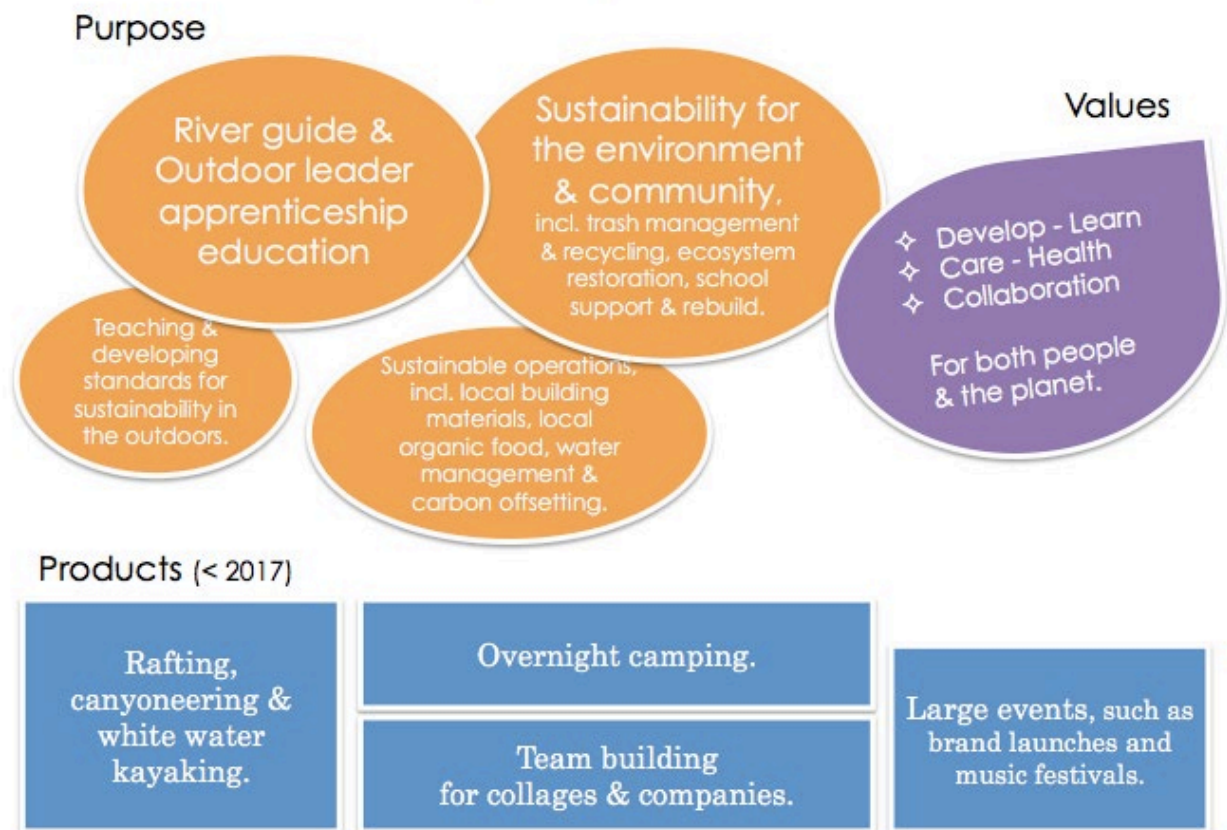 Purpose
River guide &
Outdoor leader
apprenticeship
education
Sustainability for
the environment
& community,
incl. trash management
& recycling, ecosystem
restoration, school
support & rebuild.
Teaching &
developing
standards for
sustainability in
the outdoors.
Sustainable operations,
incl. local building
materials, local
organic food, water
management &
carbon offsetting.
Values
✧ Develop - Learn
✧ Care - Health
✧ Collaboration
For both people
& the planet.
Products (< 2017)
Rafting,
canyoneering &
white water
kayaking.
Overnight camping.
Team building
for collages & companies.
Large events, such as
brand launches and
music festivals.